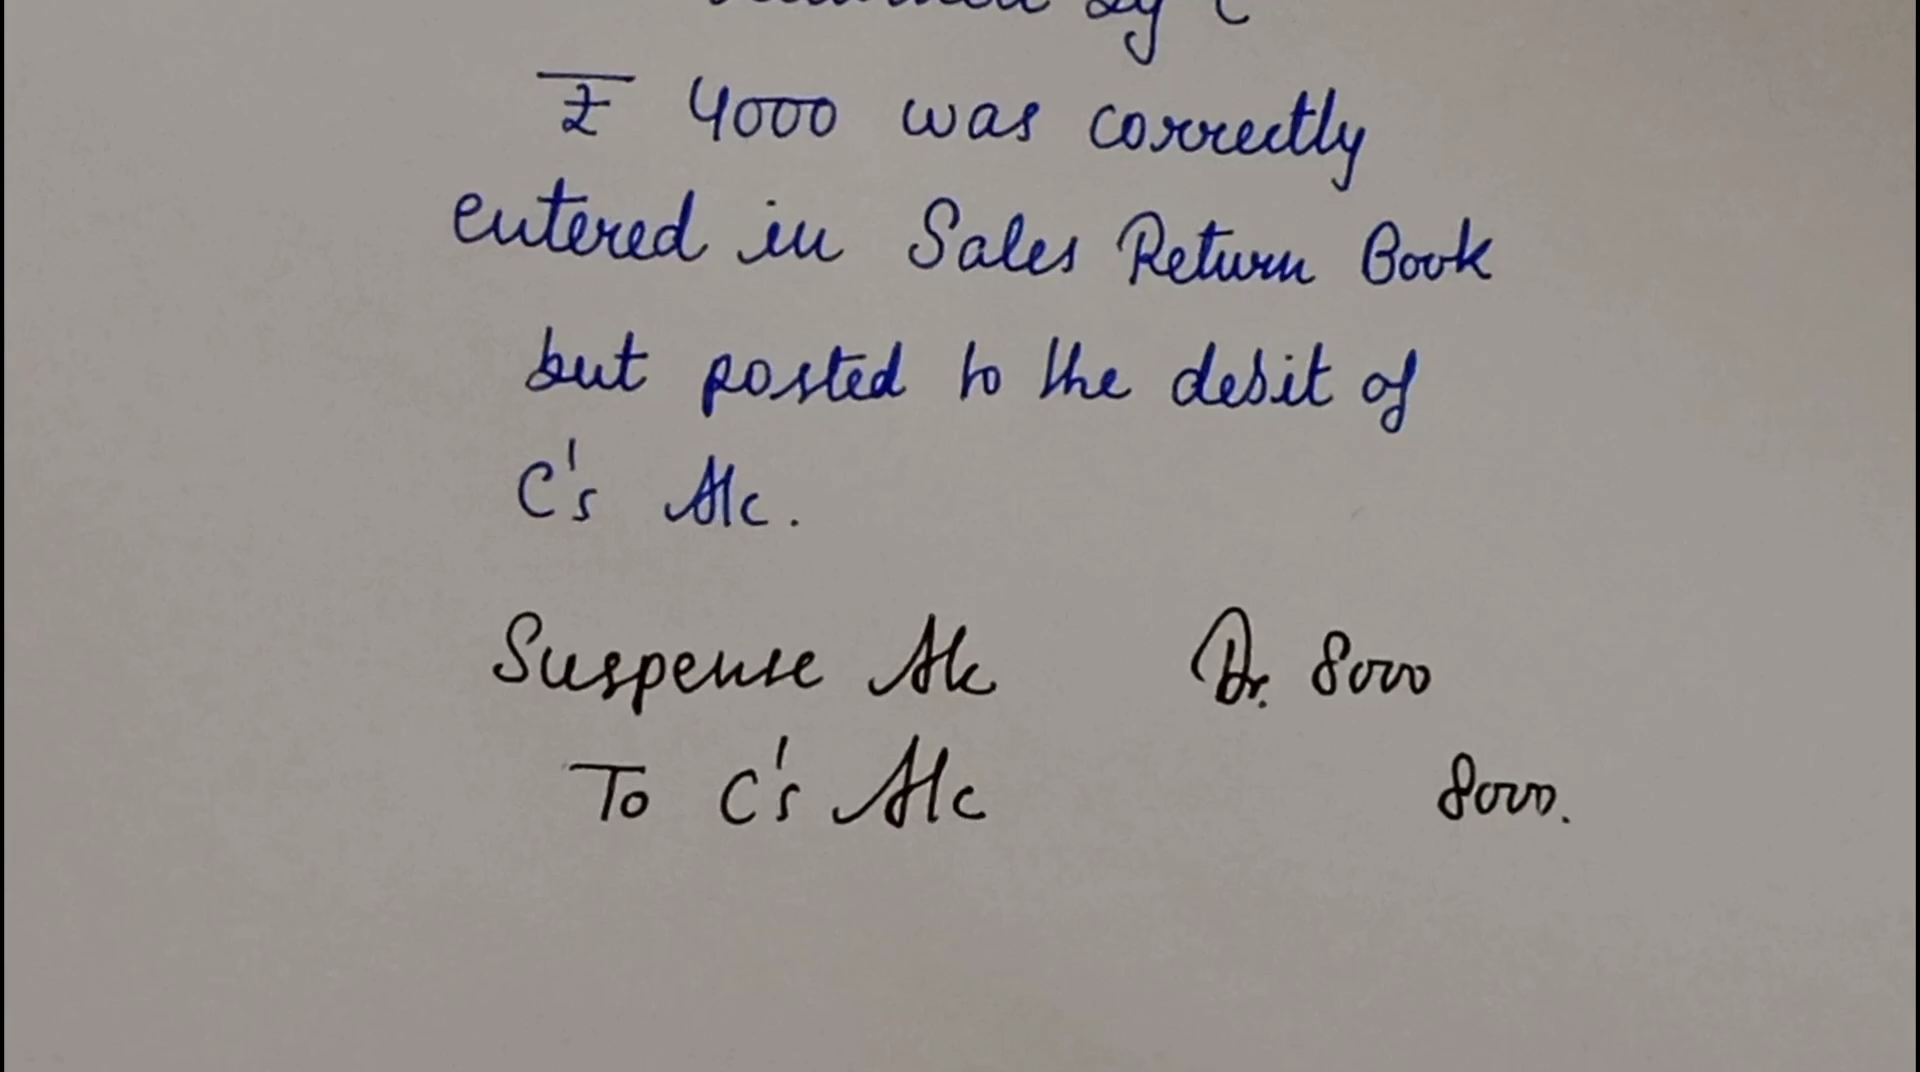 by C
₹ 4000 was correctly
entered in Sales Return Book
but posted to the debit of
C's A/c.
Suspense A/c Dr. 8000
To C's A/c 8000.